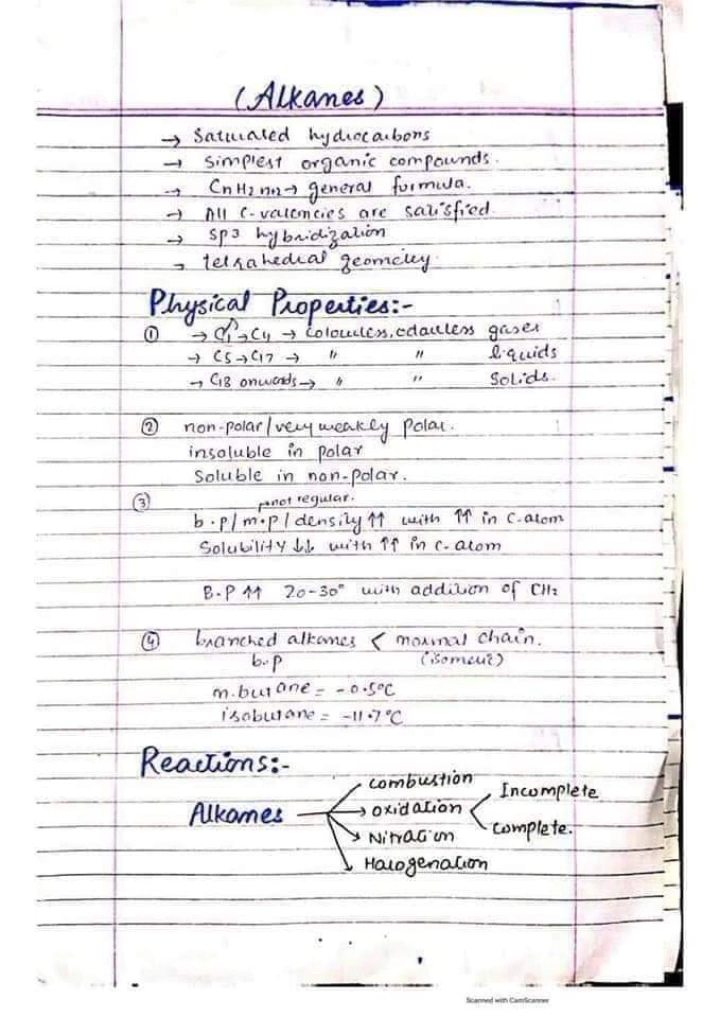 (Alkanes)
→ Saturated hydrocarbons
→ Simplest organic compounds.
→ CnH2nn2 → general formula.
→ All C-valencies are satisfied.
→ SP3 hybridization
→ tetrahedral geometry.
Physical Properties:-
① → C1→C4 → Colourless, odourless gases
→ C5→C17 → " " liquids
→ C18 onwards → " " Solids.
② non-polar/very weakly Polar.
insoluble in polar
Soluble in non-polar.
③ not regular.
b.p/m.p/density ↑↑ with ↑↑ in C-atom
Solubility ↓↓ with ↑↑ in C-atom
B.P ↑↑ 20-30° with addition of CH2
④ branched alkanes < normal chain.
b.p (isomeric)
n.butane = -0.5°C
isobutane = -11.7°C
Reactions:-
Combustion
Incomplete
Alkanes → oxidation
Complete.
Nitration
Halogenation
Scanned with CamScanner